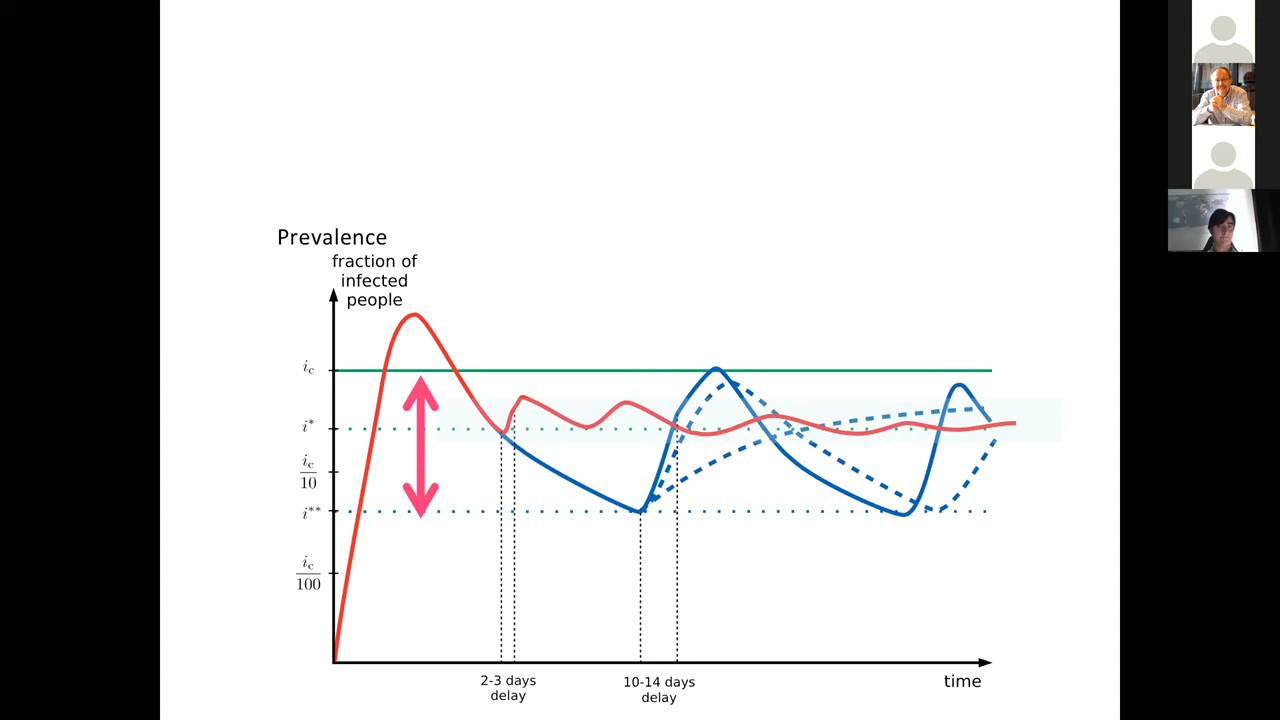 Prevalence
fraction of
infected
people
i_c
i*
i_c
10
i**
i_c
100
2-3 days
delay
10-14 days
delay
time